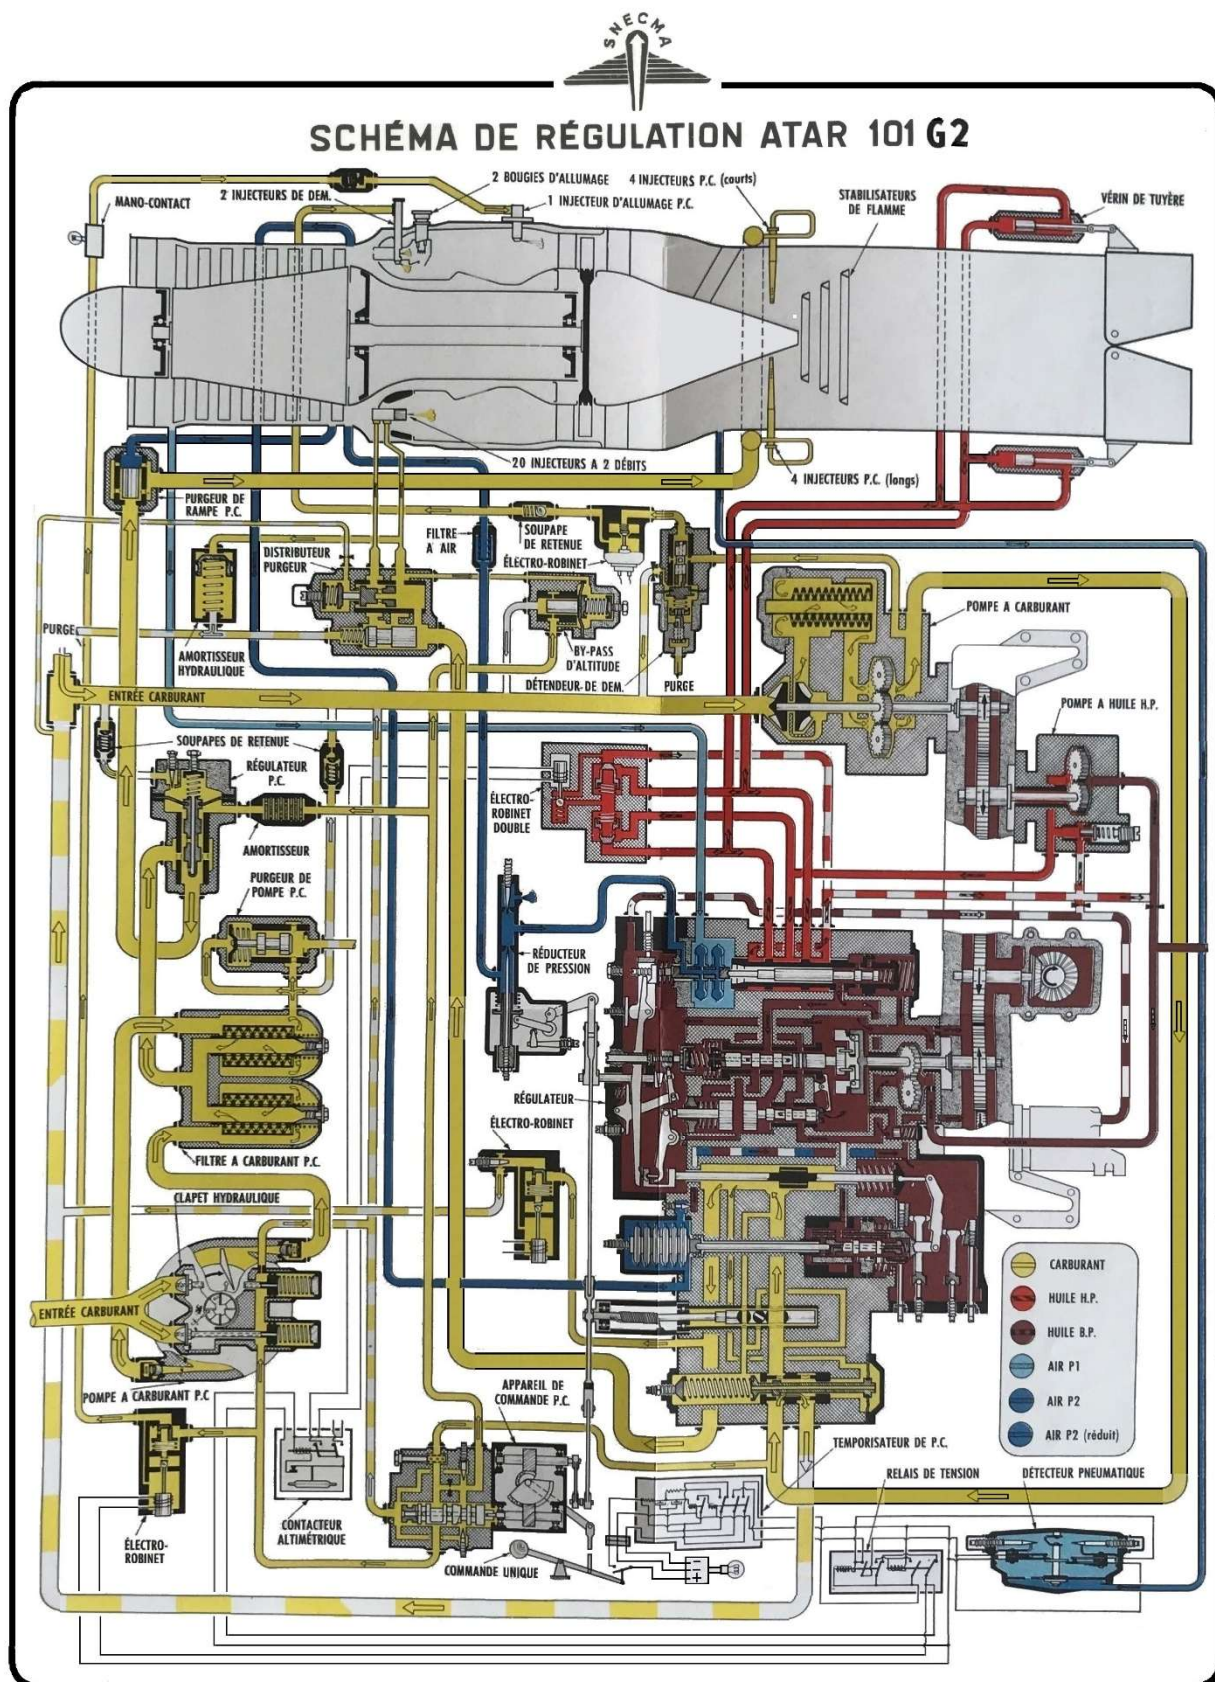 SNECMA
SCHÉMA DE RÉGULATION ATAR 101 G2
MANO-CONTACT
2 INJECTEURS DE DEM.
2 BOUGIES D'ALLUMAGE
1 INJECTEUR D'ALLUMAGE P.C.
4 INJECTEURS P.C. (courts)
STABILISATEURS
DE FLAMME
VÉRIN DE TUYÈRE
20 INJECTEURS A 2 DÉBITS
4 INJECTEURS P.C. (longs)
PURGEUR DE
RAMPE P.C.
DISTRIBUTEUR
PURGEUR
FILTRE
A AIR
SOUPAPE
DE RETENUE
ÉLECTRO-ROBINET
POMPE A CARBURANT
PURGE
AMORTISSEUR
HYDRAULIQUE
BY-PASS
D'ALTITUDE
DÉTENDEUR-DE DEM.
PURGE
ENTRÉE CARBURANT
POMPE A HUILE H.P.
SOUPAPES DE RETENUE
RÉGULATEUR
P.C.
ÉLECTRO-
ROBINET
DOUBLE
AMORTISSEUR
PURGEUR DE
POMPE P.C.
RÉDUCTEUR
DE PRESSION
RÉGULATEUR
ÉLECTRO-ROBINET
FILTRE A CARBURANT P.C.
CLAPET HYDRAULIQUE
ENTRÉE CARBURANT
POMPE A CARBURANT P.C
CARBURANT
HUILE H.P.
HUILE B.P.
AIR P1
AIR P2
AIR P2 (réduit)
APPAREIL DE
COMMANDE P.C.
TEMPORISATEUR DE P.C.
RELAIS DE TENSION
DÉTECTEUR PNEUMATIQUE
ÉLECTRO-
ROBINET
CONTACTEUR
ALTIMÉTRIQUE
COMMANDE UNIQUE